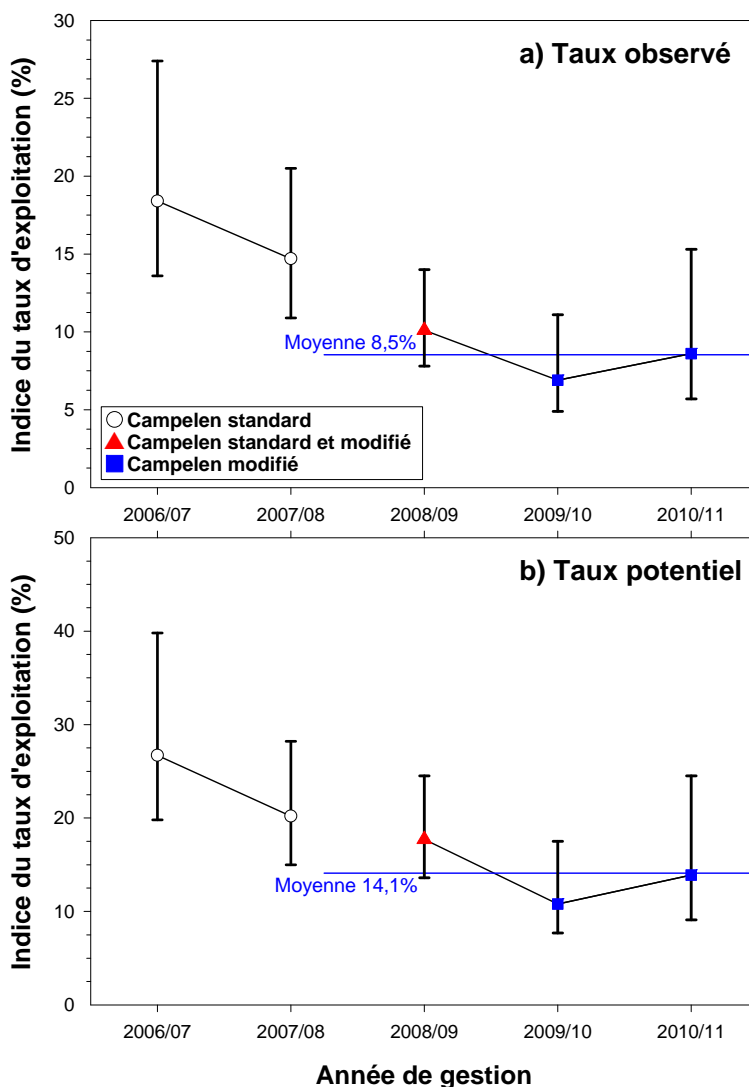 a) Taux observé
Indice du taux d'exploitation (%)
30
25
20
15
10
5
0
Moyenne 8,5%
Campelen standard
Campelen standard et modifié
Campelen modifié
2006/07 2007/08 2008/09 2009/10 2010/11
b) Taux potentiel
Indice du taux d'exploitation (%)
50
40
30
20
10
0
Moyenne 14,1%
2006/07 2007/08 2008/09 2009/10 2010/11
Année de gestion